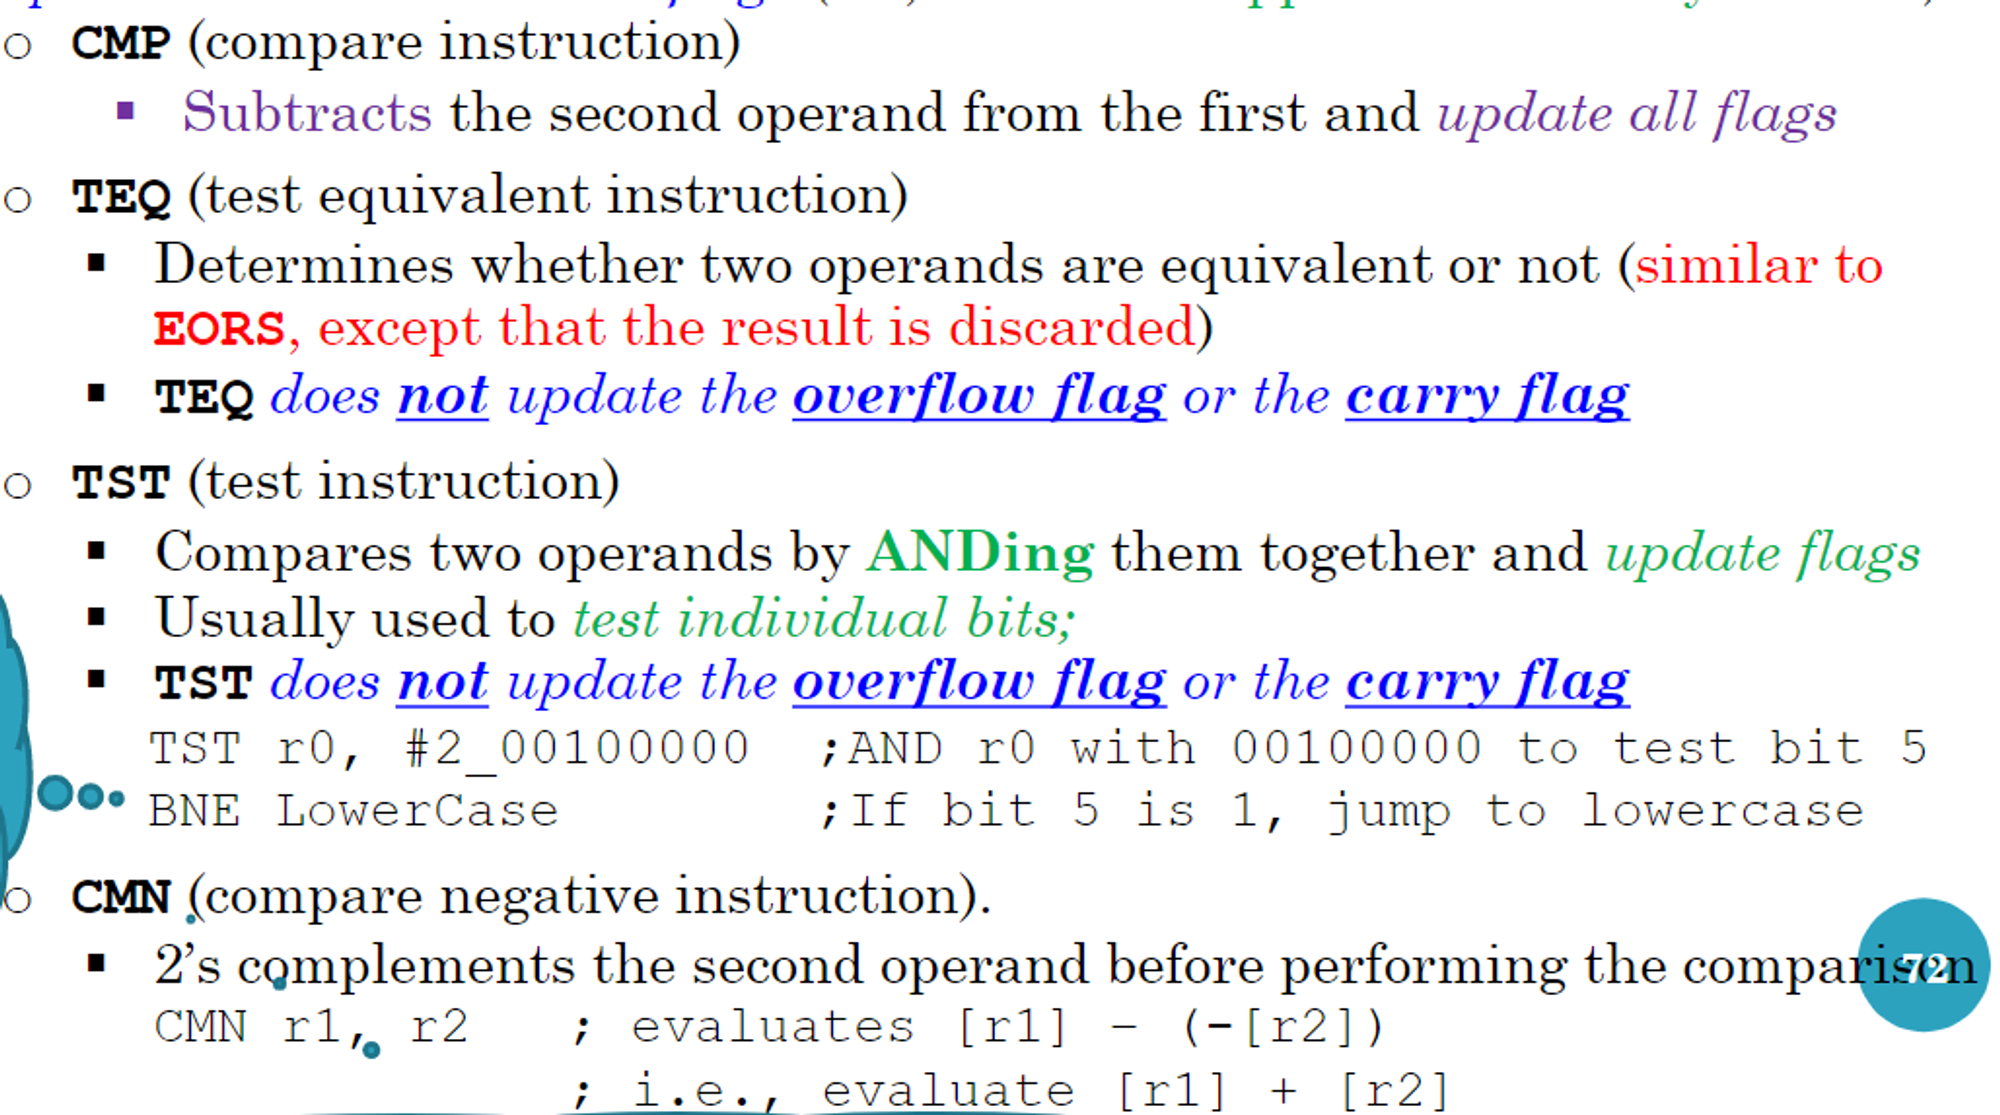 ○ CMP (compare instruction)
▪ Subtracts the second operand from the first and update all flags
○ TEQ (test equivalent instruction)
▪ Determines whether two operands are equivalent or not (similar to
EORS, except that the result is discarded)
▪ TEQ does not update the overflow flag or the carry flag
○ TST (test instruction)
▪ Compares two operands by ANDing them together and update flags
▪ Usually used to test individual bits;
▪ TST does not update the overflow flag or the carry flag
TST r0, #2_00100000 ;AND r0 with 00100000 to test bit 5
BNE LowerCase ;If bit 5 is 1, jump to lowercase
○ CMN (compare negative instruction).
▪ 2's complements the second operand before performing the comparison
72
CMN r1, r2 ; evaluates [r1] – (-[r2])
; i.e., evaluate [r1] + [r2]